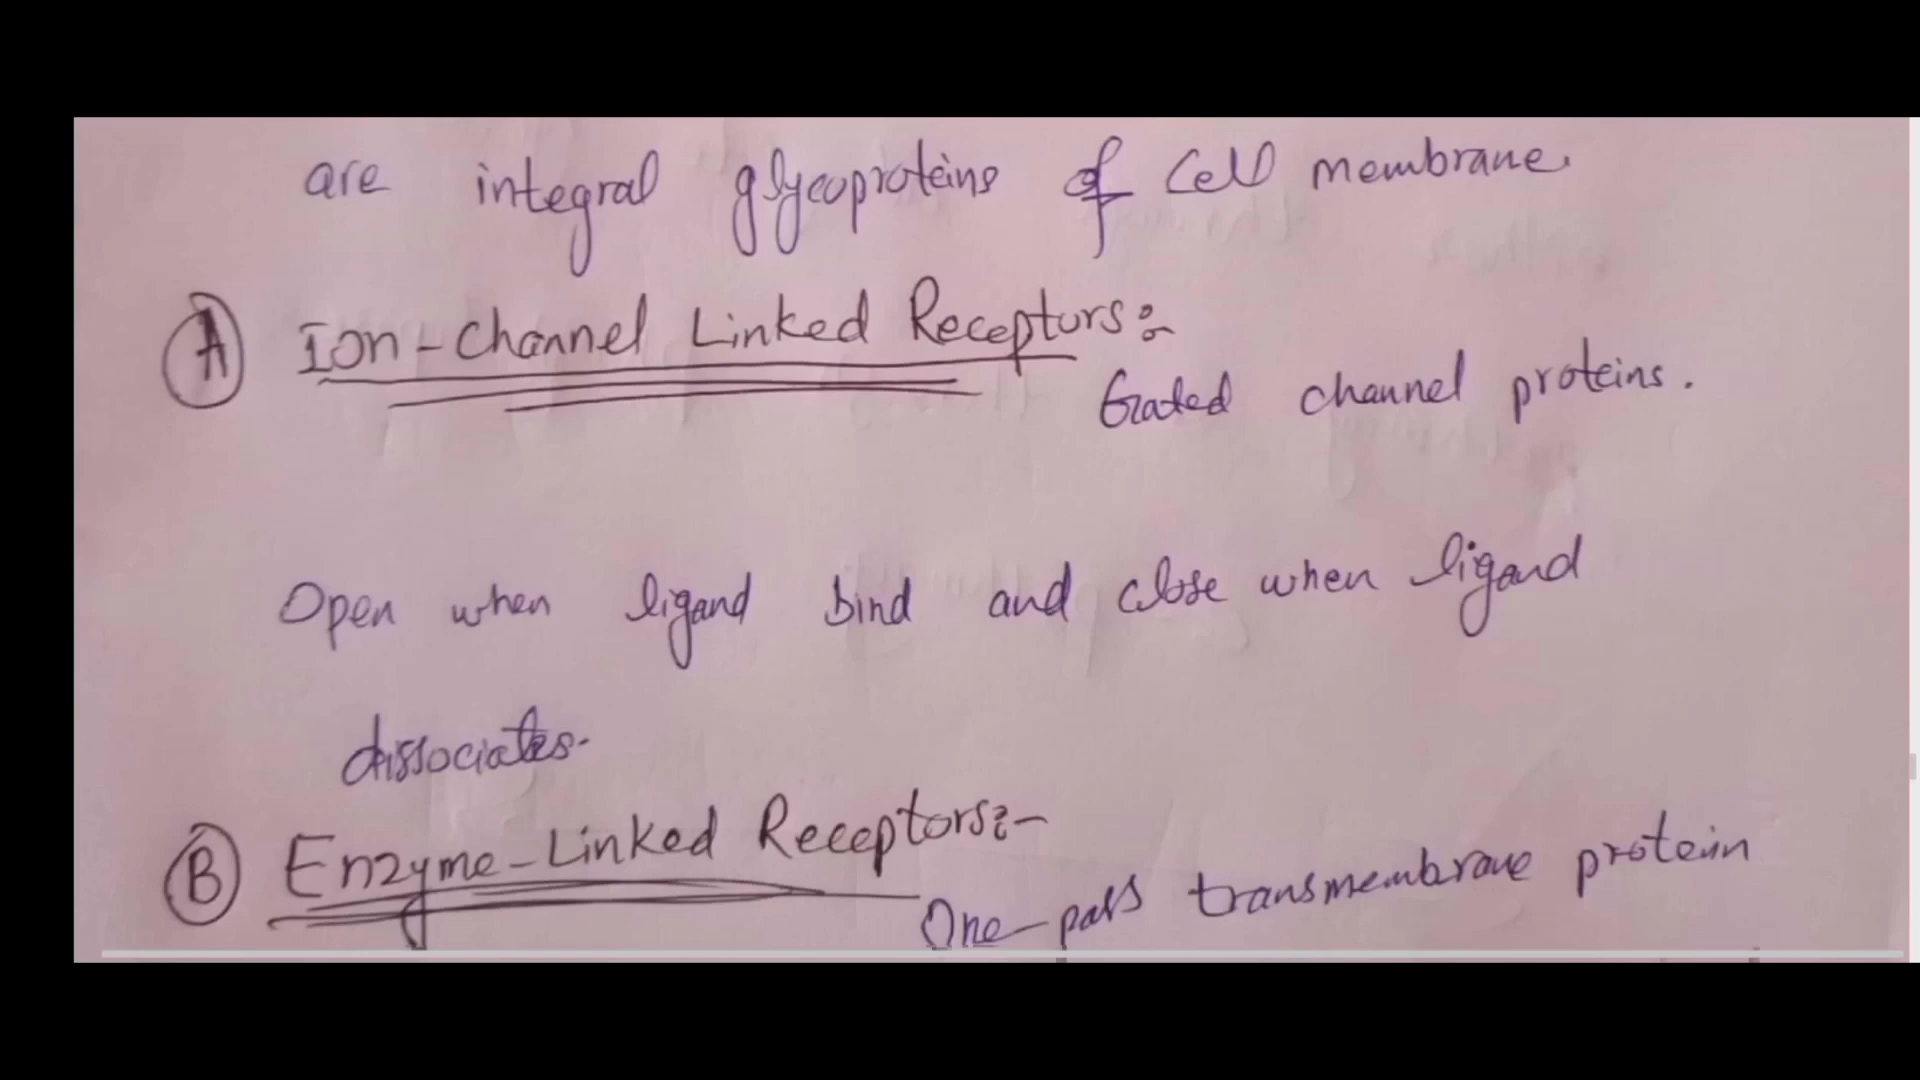 are integral glycoproteins of Cell membrane.
A Ion-Channel Linked Receptors:-
Gated channel proteins.
Open when ligand bind and close when ligand
dissociates.
B Enzyme-Linked Receptors:-
One-pass transmembrane protein